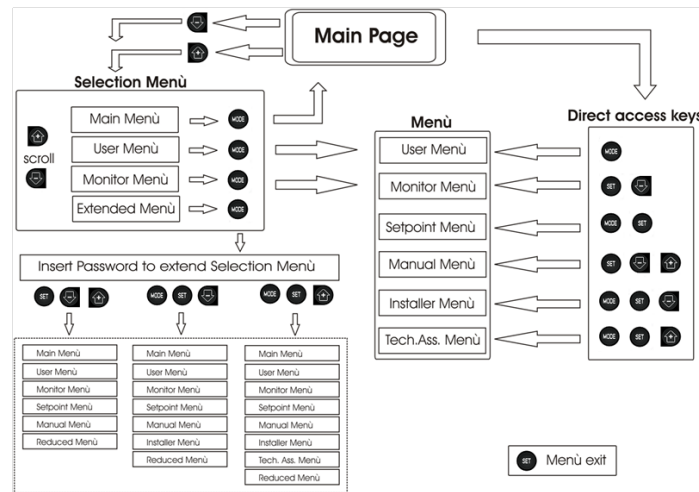 Main Page
Selection Menù
Direct access keys
Menù
Main Menù MODE
scroll
User Menù MODE
Monitor Menù MODE
Extended Menù MODE
User Menù MODE
Monitor Menù SET
Setpoint Menù MODE SET
Manual Menù SET
Installer Menù MODE SET
Tech.Ass. Menù MODE SET
Insert Password to extend Selection Menù
SET
MODE SET
MODE SET
Main Menù
User Menù
Monitor Menù
Setpoint Menù
Manual Menù
Reduced Menù
Main Menù
User Menù
Monitor Menù
Setpoint Menù
Manual Menù
Installer Menù
Reduced Menù
Main Menù
User Menù
Monitor Menù
Setpoint Menù
Manual Menù
Installer Menù
Tech. Ass. Menù
Reduced Menù
SET Menù exit